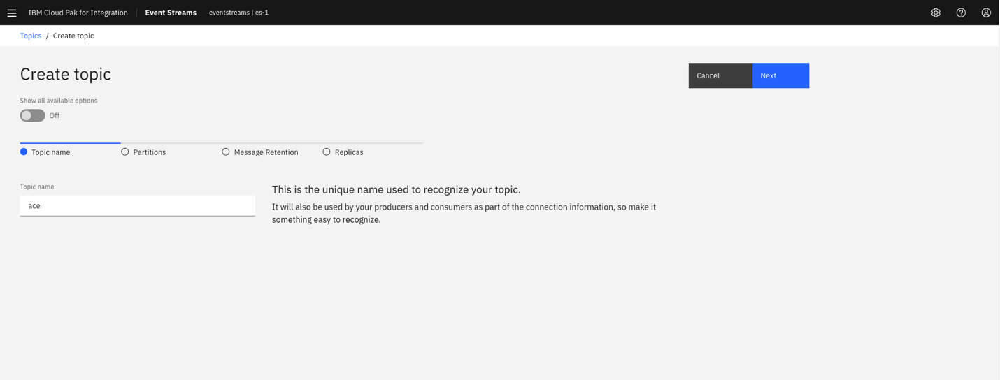 IBM Cloud Pak for Integration Event Streams eventstreams | es-1
Topics / Create topic
Create topic
Cancel Next
Show all available options
Off
Topic name Partitions Message Retention Replicas
Topic name
ace
This is the unique name used to recognize your topic.
It will also be used by your producers and consumers as part of the connection information, so make it
something easy to recognize.